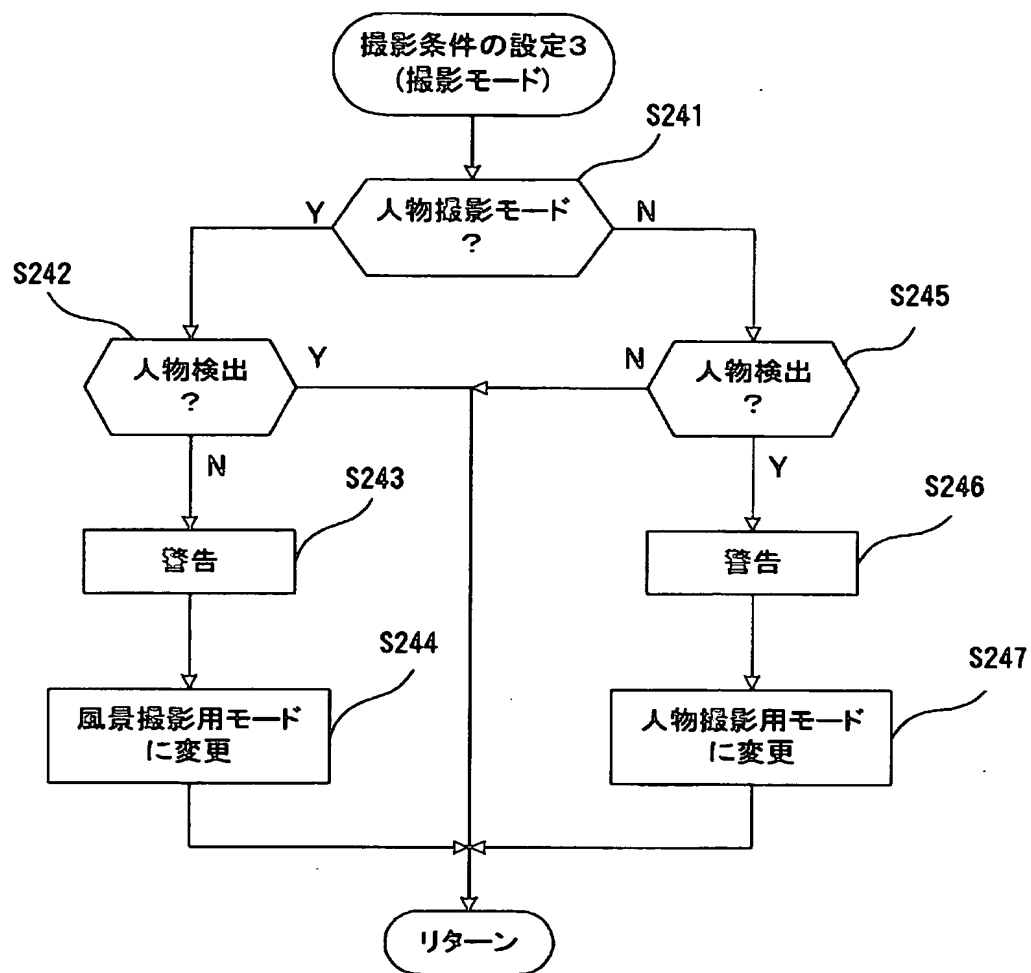 撮影条件の設定3
(撮影モード)
S241
人物撮影モード
?
Y
N
S242
人物検出
?
Y
N
S245
人物検出
?
N
Y
S243
警告
S246
警告
S244
風景撮影用モード
に変更
S247
人物撮影用モード
に変更
リターン